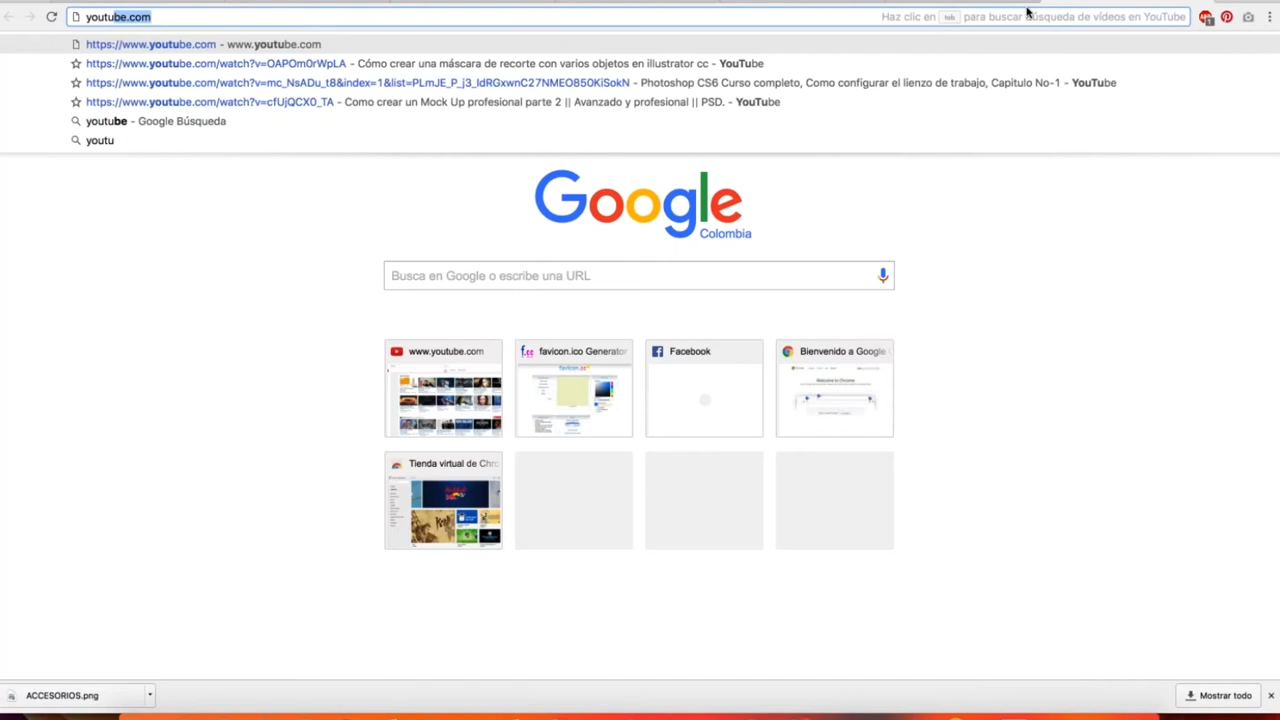 youtube.com
Haz clic en tab para buscar búsqueda de vídeos en YouTube
https://www.youtube.com - www.youtube.com
https://www.youtube.com/watch?v=OAPOm0rWpLA - Cómo crear una máscara de recorte con varios objetos en illustrator cc - YouTube
https://www.youtube.com/watch?v=mc_NsADu_t8&index=1&list=PLmJE_P_j3_IdRGxwnC27NMEO850KiSokN - Photoshop CS6 Curso completo, Como configurar el lienzo de trabajo, Capitulo No-1 - YouTube
https://www.youtube.com/watch?v=cfUjQCX0_TA - Como crear un Mock Up profesional parte 2 || Avanzado y profesional || PSD. - YouTube
youtube - Google Búsqueda
youtu
Google
Colombia
Busca en Google o escribe una URL
www.youtube.com
favicon.ico Generator
Facebook
Bienvenido a Google
Welcome to Chrome
Tienda virtual de Chro
ACCESORIOS.png
Mostrar todo